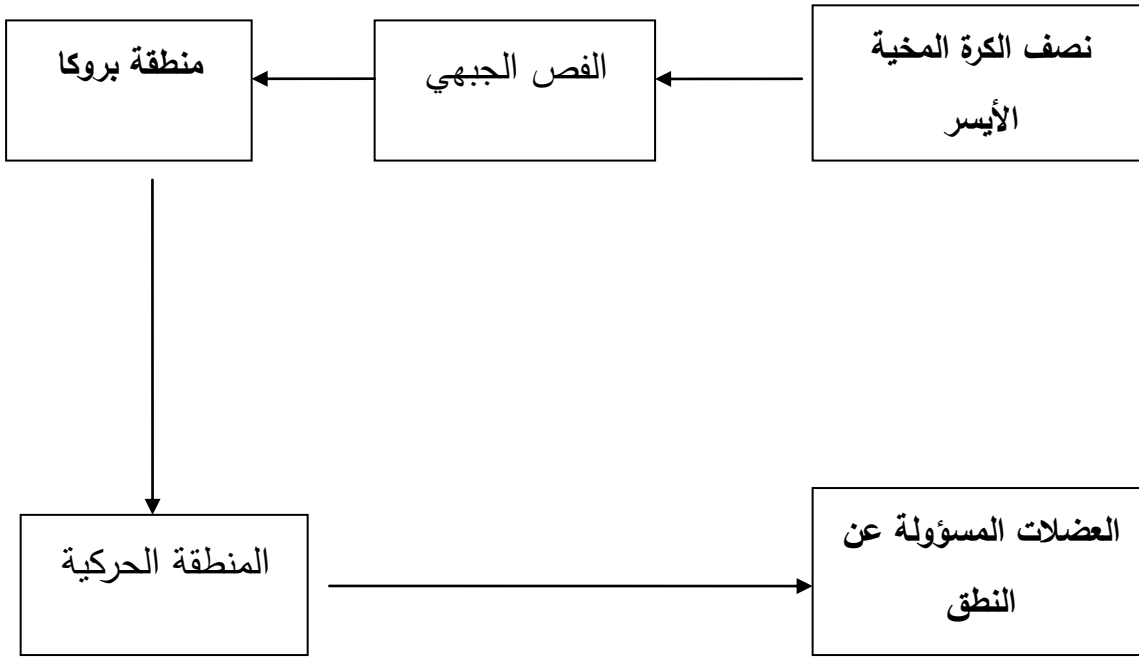 نصف الكرة المخية
الأيسر
الفص الجبهي
منطقة بروكا
المنطقة الحركية
العضلات المسؤولة عن
النطق